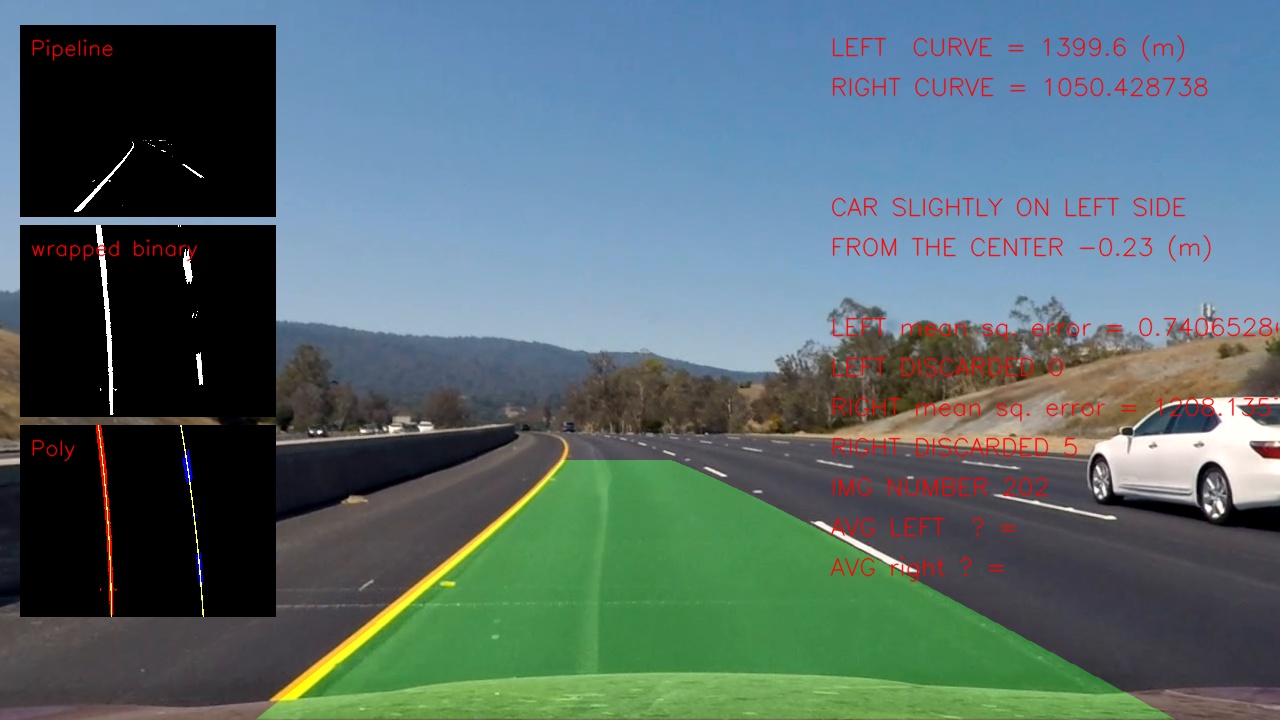 Pipeline
wrapped binary
Poly
LEFT CURVE = 1399.6 (m)
RIGHT CURVE = 1050.428738
CAR SLIGHTLY ON LEFT SIDE
FROM THE CENTER -0.23 (m)
LEFT mean sq. error = 0.7406528
LEFT DISCARDED 0
RIGHT mean sq. error = 1208.135
RIGHT DISCARDED 5
IMG NUMBER 202
AVG LEFT ? =
AVG right ? =